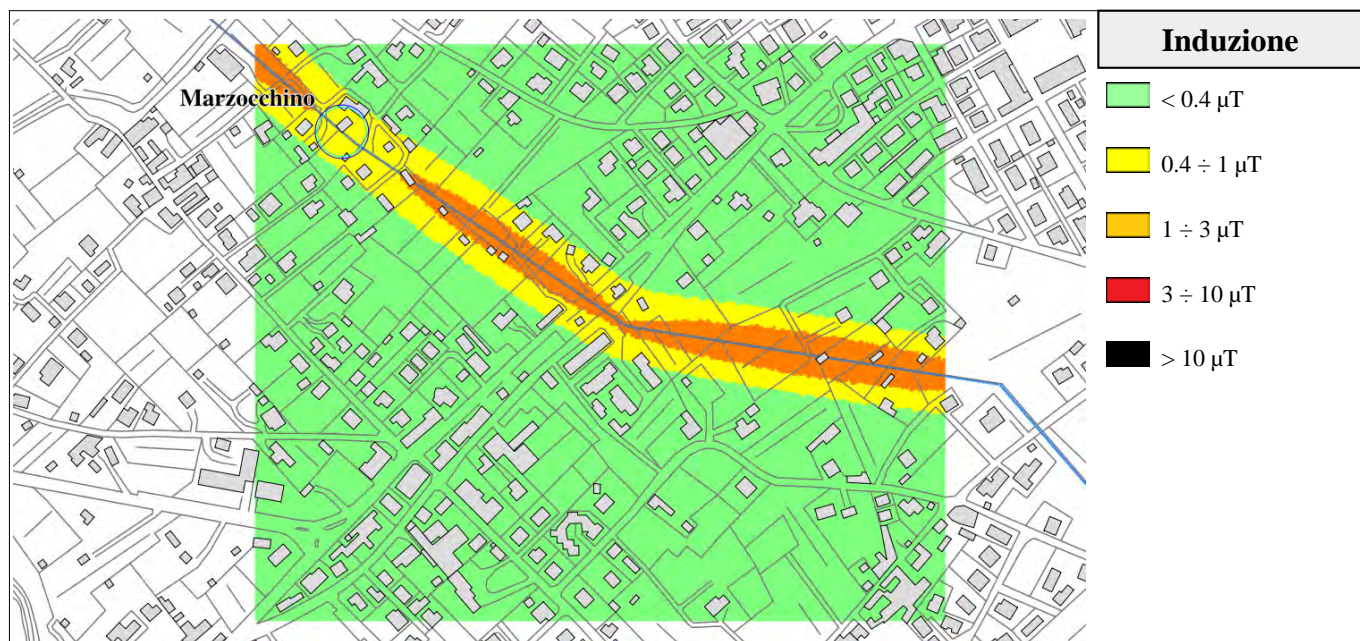 Induzione
< 0.4 µT
0.4 ÷ 1 µT
1 ÷ 3 µT
3 ÷ 10 µT
> 10 µT
Marzocchino